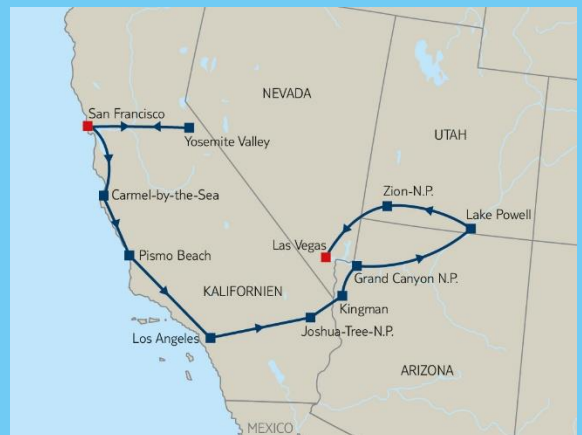 NEVADA
San Francisco
Yosemite Valley
UTAH
Carmel-by-the-Sea
Zion-N.P.
Lake Powell
Pismo Beach
Las Vegas
Grand Canyon N.P.
KALIFORNIEN
Kingman
Los Angeles
Joshua-Tree-N.P.
ARIZONA
MEXICO